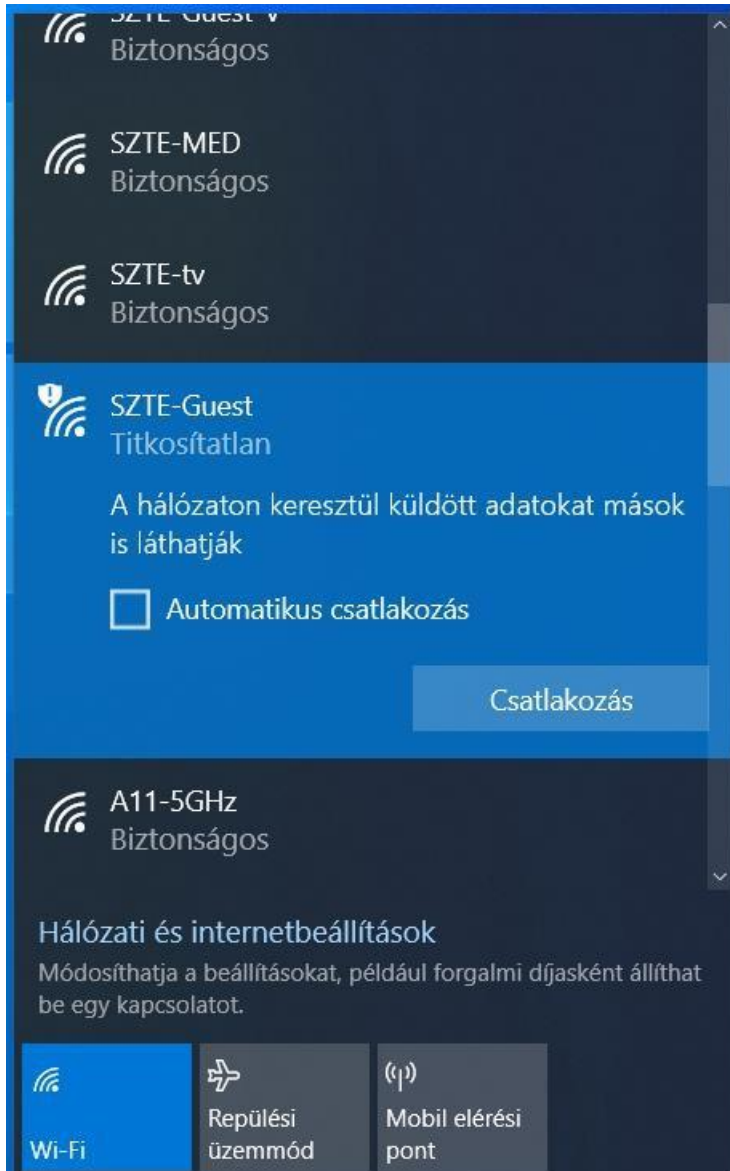 SZTE-Guest-V
Biztonságos
SZTE-MED
Biztonságos
SZTE-tv
Biztonságos
SZTE-Guest
Titkosítatlan
A hálózaton keresztül küldött adatokat mások
is láthatják
Automatikus csatlakozás
Csatlakozás
A11-5GHz
Biztonságos
Hálózati és internetbeállítások
Módosíthatja a beállításokat, például forgalmi díjasként állíthat
be egy kapcsolatot.
Wi-Fi
Repülési
üzemmód
Mobil elérési
pont